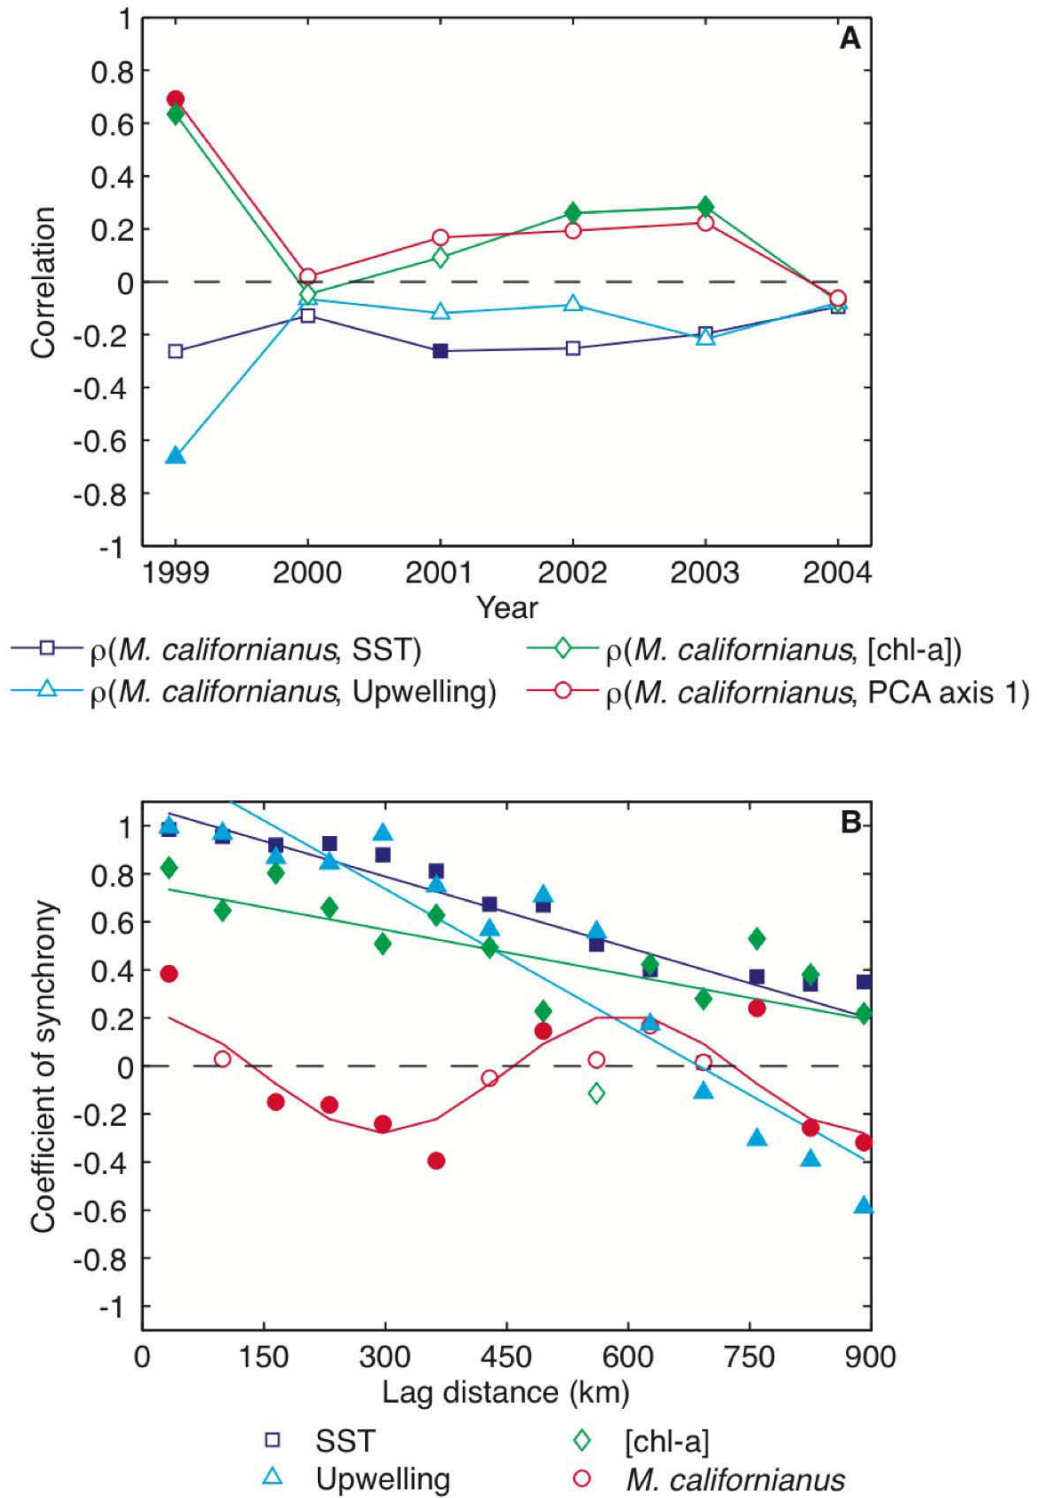 A
1
0.8
0.6
0.4
0.2
0
-0.2
-0.4
-0.6
-0.8
-1
Correlation
1999 2000 2001 2002 2003 2004
Year
ρ(M. californianus, SST) ρ(M. californianus, [chl-a])
ρ(M. californianus, Upwelling) ρ(M. californianus, PCA axis 1)
B
1
0.8
0.6
0.4
0.2
0
-0.2
-0.4
-0.6
-0.8
-1
Coefficient of synchrony
0 150 300 450 600 750 900
Lag distance (km)
SST [chl-a]
Upwelling M. californianus